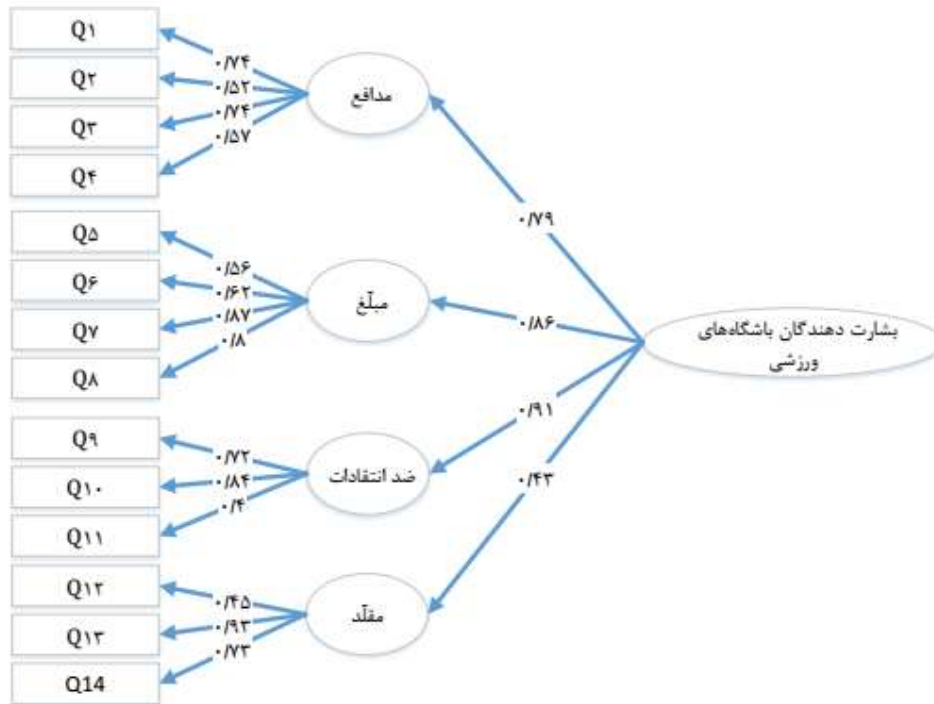 Q۱
۰/۷۴
Q۲
۰/۵۲
Q۳
۰/۷۴
Q۴
۰/۵۷
مدافع
۰/۷۹
Q۵
۰/۵۶
Q۶
۰/۶۲
Q۷
۰/۸۷
Q۸
۰/۸
مبلّغ
۰/۸۶
بشارت دهندگان باشگاه‌های
ورزشی
Q۹
۰/۷۲
Q۱۰
۰/۸۴
Q۱۱
۰/۴
ضد انتقادات
۰/۹۱
Q۱۲
۰/۴۵
Q۱۳
۰/۹۳
Q14
۰/۷۳
مقلّد
۰/۴۳